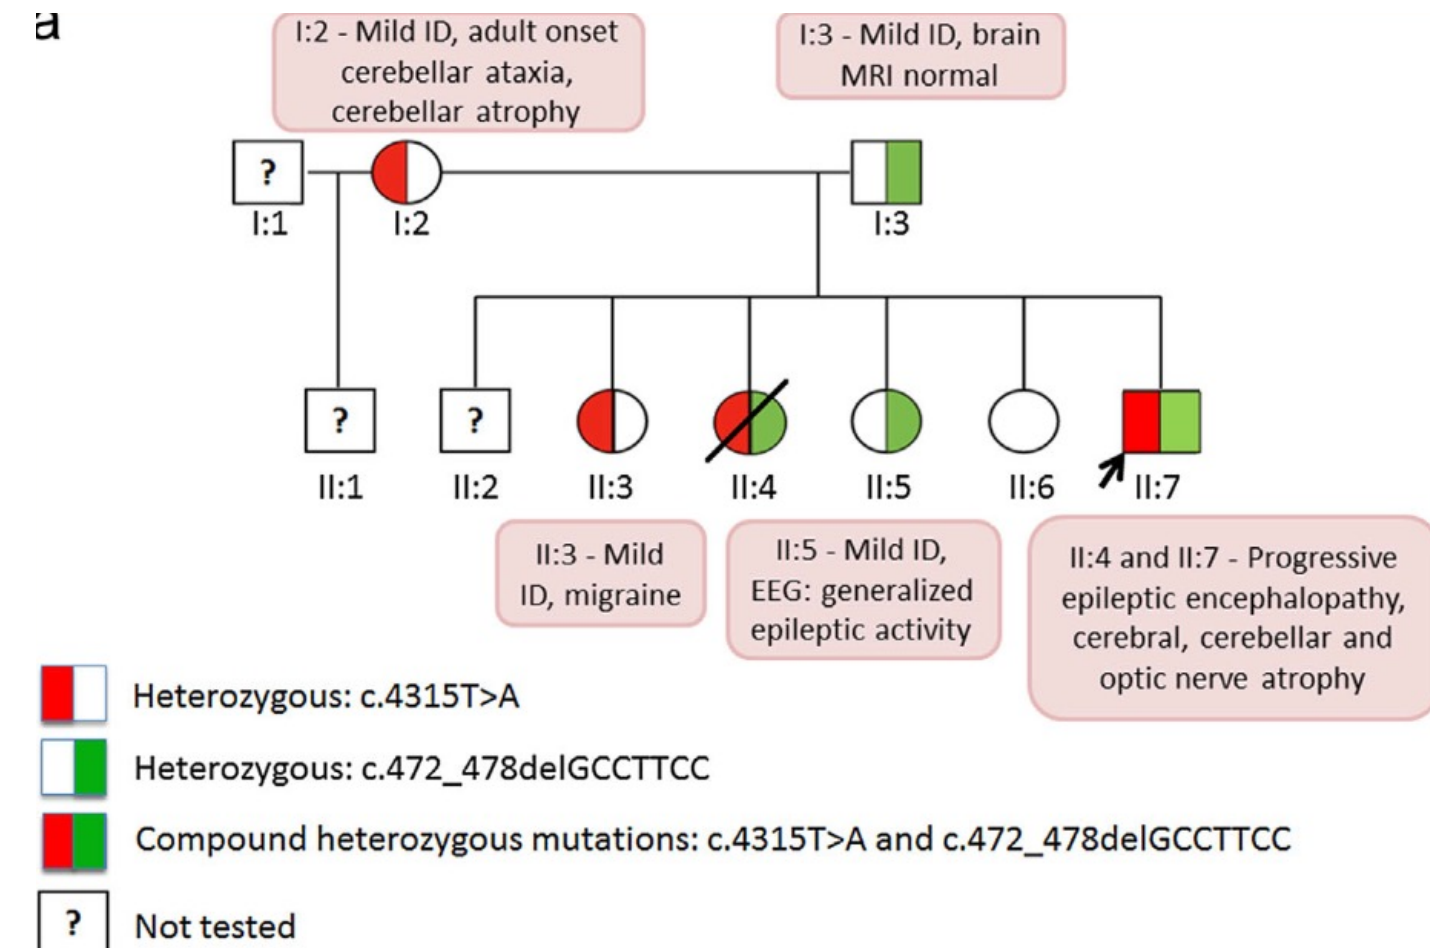 a
I:2 - Mild ID, adult onset
cerebellar ataxia,
cerebellar atrophy
I:3 - Mild ID, brain
MRI normal
?
I:1
I:2
I:3
?
?
II:1
II:2
II:3
II:4
II:5
II:6
II:7
II:3 - Mild
ID, migraine
II:5 - Mild ID,
EEG: generalized
epileptic activity
II:4 and II:7 - Progressive
epileptic encephalopathy,
cerebral, cerebellar and
optic nerve atrophy
Heterozygous: c.4315T>A
Heterozygous: c.472_478delGCCTTCC
Compound heterozygous mutations: c.4315T>A and c.472_478delGCCTTCC
?
Not tested